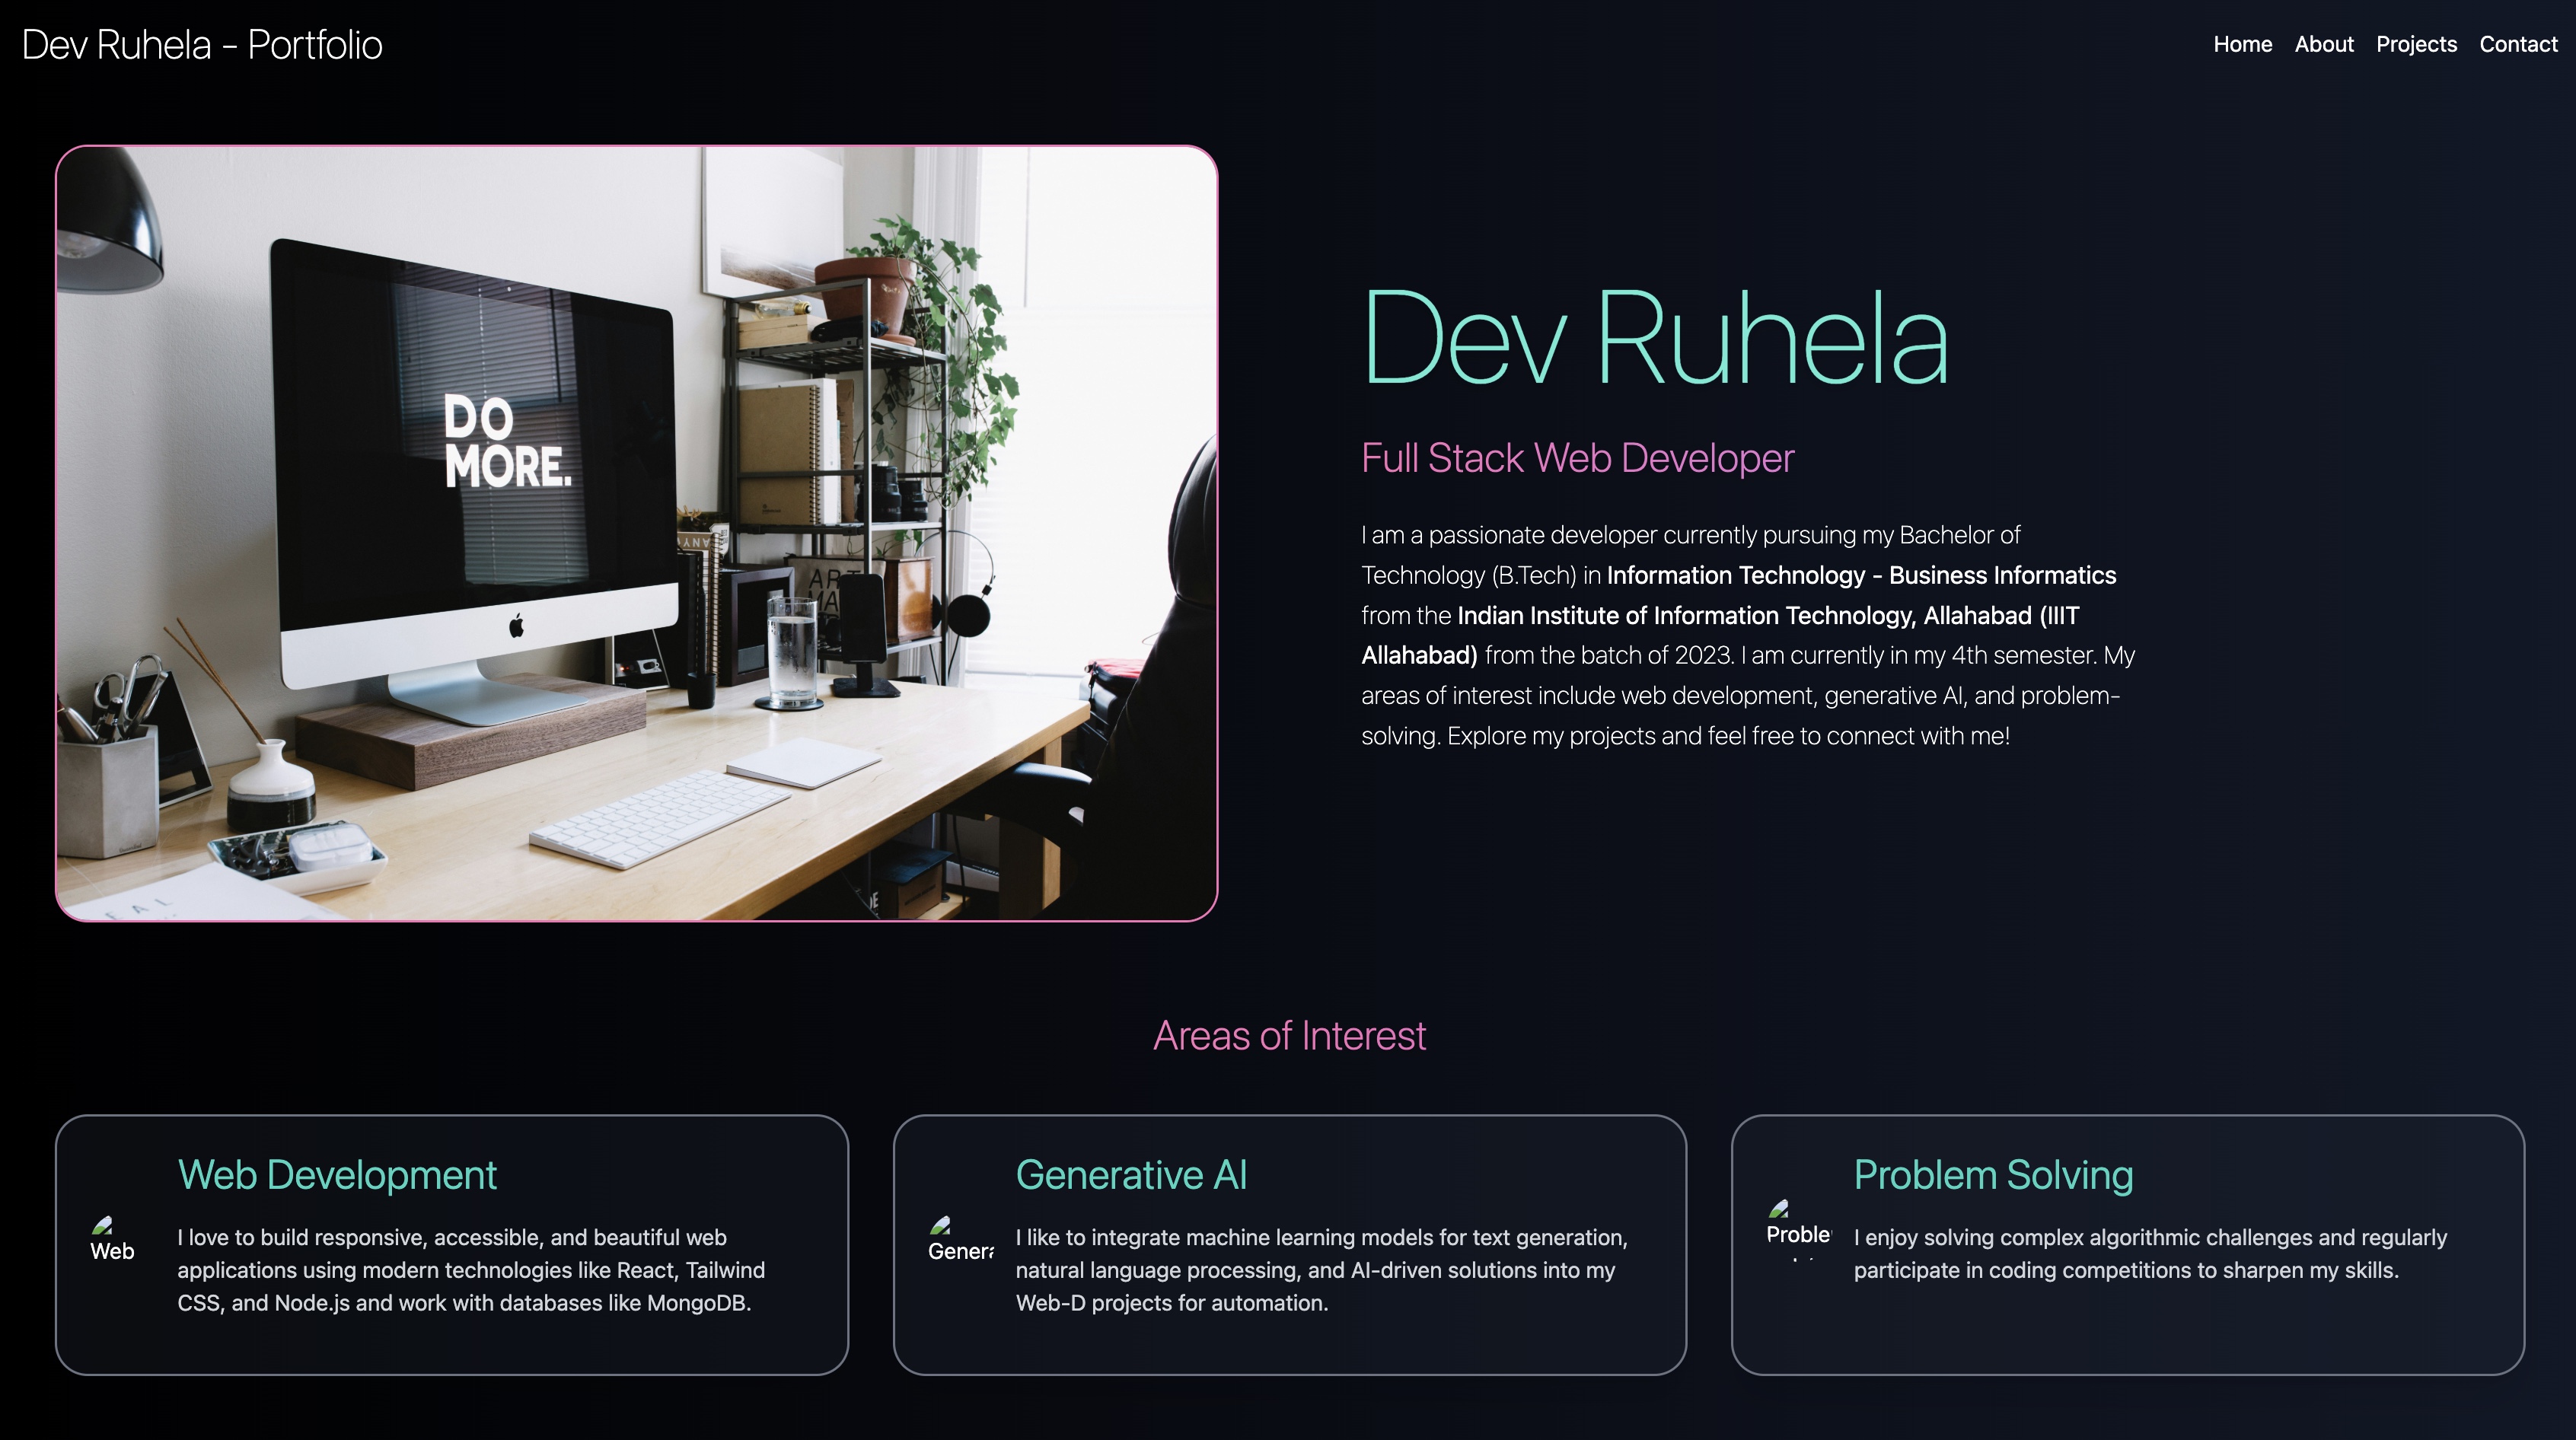 Dev Ruhela - Portfolio
Home About Projects Contact
DO
MORE.
Dev Ruhela
Full Stack Web Developer
I am a passionate developer currently pursuing my Bachelor of
Technology (B.Tech) in Information Technology - Business Informatics
from the Indian Institute of Information Technology, Allahabad (IIIT
Allahabad) from the batch of 2023. I am currently in my 4th semester. My
areas of interest include web development, generative AI, and problem-
solving. Explore my projects and feel free to connect with me!
Areas of Interest
Web Development
Web
I love to build responsive, accessible, and beautiful web
applications using modern technologies like React, Tailwind
CSS, and Node.js and work with databases like MongoDB.
Generative AI
I like to integrate machine learning models for text generation,
natural language processing, and AI-driven solutions into my
Web-D projects for automation.
Problem Solving
I enjoy solving complex algorithmic challenges and regularly
participate in coding competitions to sharpen my skills.